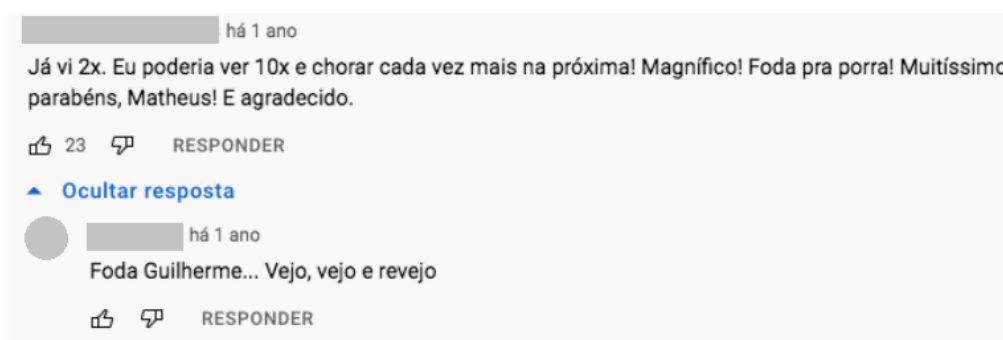 há 1 ano
Já vi 2x. Eu poderia ver 10x e chorar cada vez mais na próxima! Magnífico! Foda pra porra! Muitíssimo
parabéns, Matheus! E agradecido.
23 RESPONDER
Ocultar resposta
há 1 ano
Foda Guilherme... Vejo, vejo e revejo
RESPONDER